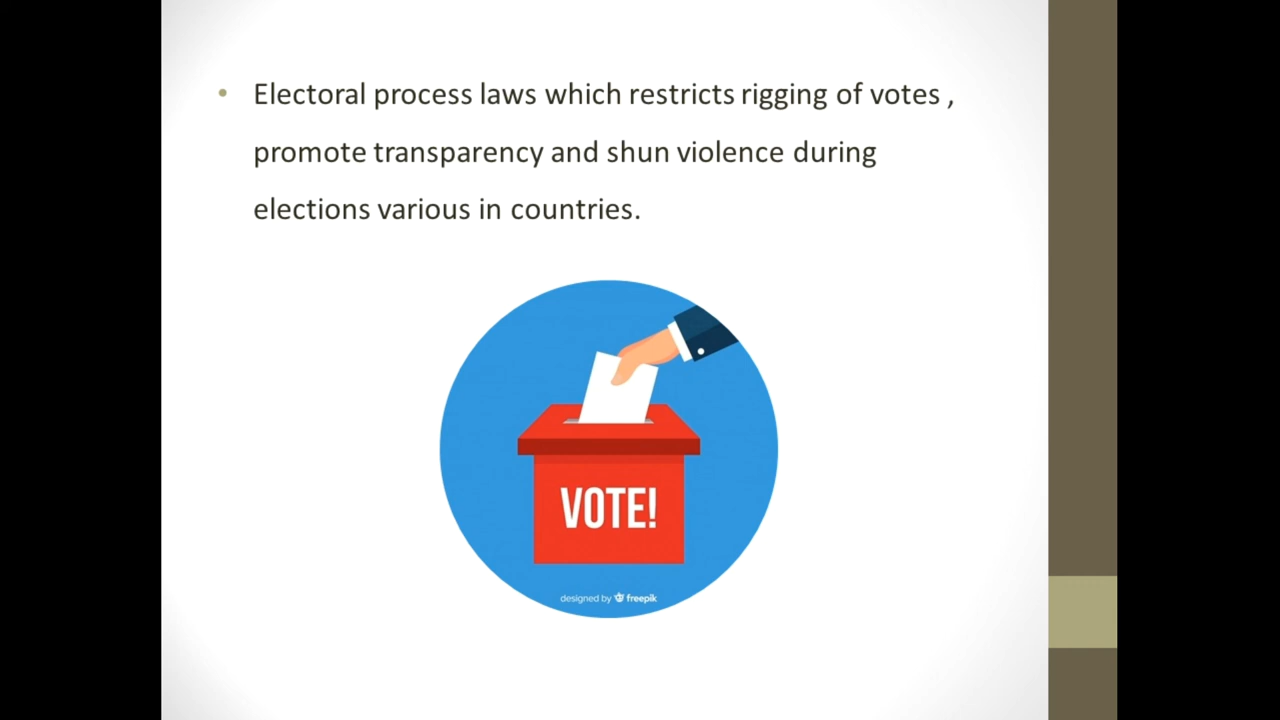 • Electoral process laws which restricts rigging of votes ,
promote transparency and shun violence during
elections various in countries.
VOTE!
designed by freepik